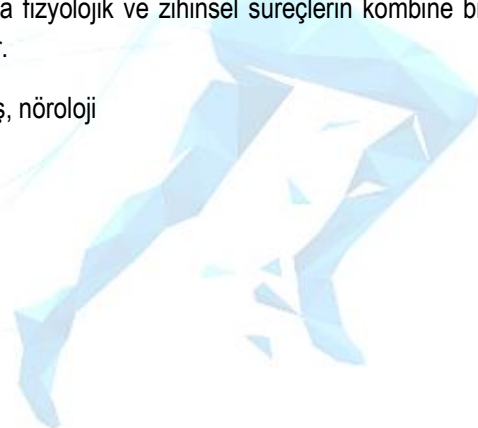 a fizyolojik ve zihinsel süreçlerin kombine bi
r.
ş, nöroloji